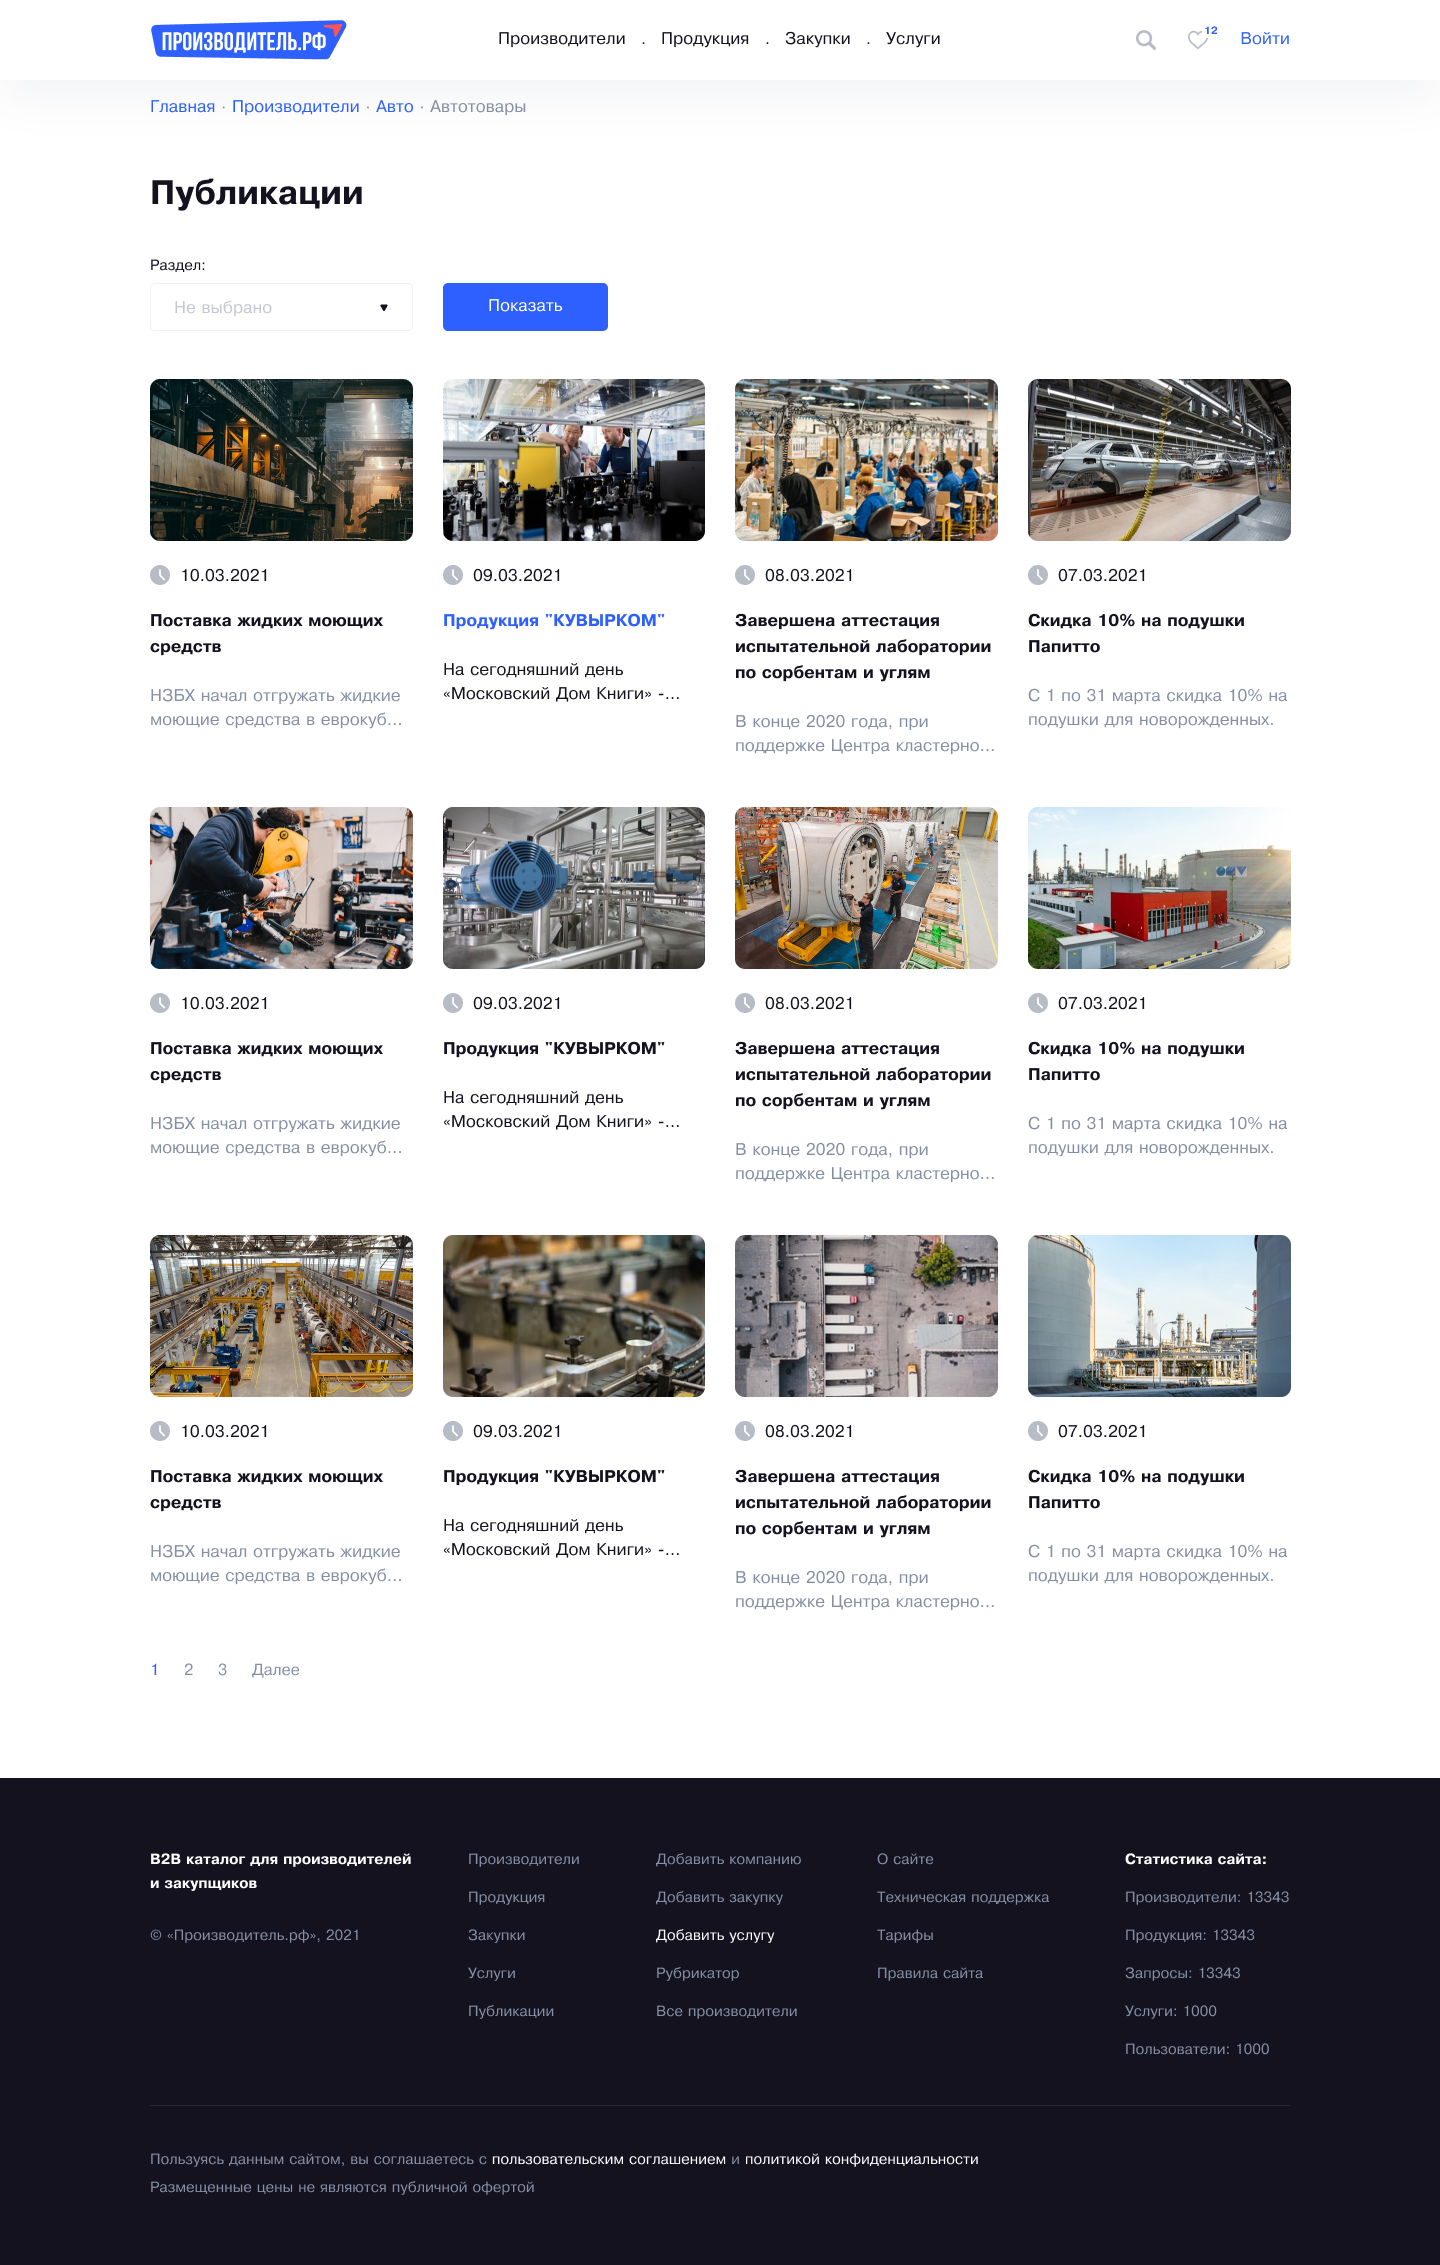 ПРОИЗВОДИТЕЛЬ.РФ
Производители . Продукция . Закупки . Услуги
12
Войти
Главная · Производители · Авто · Автотовары
Публикации
Раздел:
Не выбрано
Показать
10.03.2021
Поставка жидких моющих
средств
НЗБХ начал отгружать жидкие
моющие средства в еврокуб...
09.03.2021
Продукция "КУВЫРКОМ"
На сегодняшний день
«Московский Дом Книги» -...
08.03.2021
Завершена аттестация
испытательной лаборатории
по сорбентам и углям
В конце 2020 года, при
поддержке Центра кластерно...
07.03.2021
Скидка 10% на подушки
Папитто
С 1 по 31 марта скидка 10% на
подушки для новорожденных.
OMV
10.03.2021
Поставка жидких моющих
средств
НЗБХ начал отгружать жидкие
моющие средства в еврокуб...
09.03.2021
Продукция "КУВЫРКОМ"
На сегодняшний день
«Московский Дом Книги» -...
08.03.2021
Завершена аттестация
испытательной лаборатории
по сорбентам и углям
В конце 2020 года, при
поддержке Центра кластерно...
07.03.2021
Скидка 10% на подушки
Папитто
С 1 по 31 марта скидка 10% на
подушки для новорожденных.
10.03.2021
Поставка жидких моющих
средств
НЗБХ начал отгружать жидкие
моющие средства в еврокуб...
09.03.2021
Продукция "КУВЫРКОМ"
На сегодняшний день
«Московский Дом Книги» -...
08.03.2021
Завершена аттестация
испытательной лаборатории
по сорбентам и углям
В конце 2020 года, при
поддержке Центра кластерно...
07.03.2021
Скидка 10% на подушки
Папитто
С 1 по 31 марта скидка 10% на
подушки для новорожденных.
1 2 3 Далее
B2B каталог для производителей
и закупщиков
© «Производитель.рф», 2021
Производители
Продукция
Закупки
Услуги
Публикации
Добавить компанию
Добавить закупку
Добавить услугу
Рубрикатор
Все производители
О сайте
Техническая поддержка
Тарифы
Правила сайта
Статистика сайта:
Производители: 13343
Продукция: 13343
Запросы: 13343
Услуги: 1000
Пользователи: 1000
Пользуясь данным сайтом, вы соглашаетесь с пользовательским соглашением и политикой конфиденциальности
Размещенные цены не являются публичной офертой